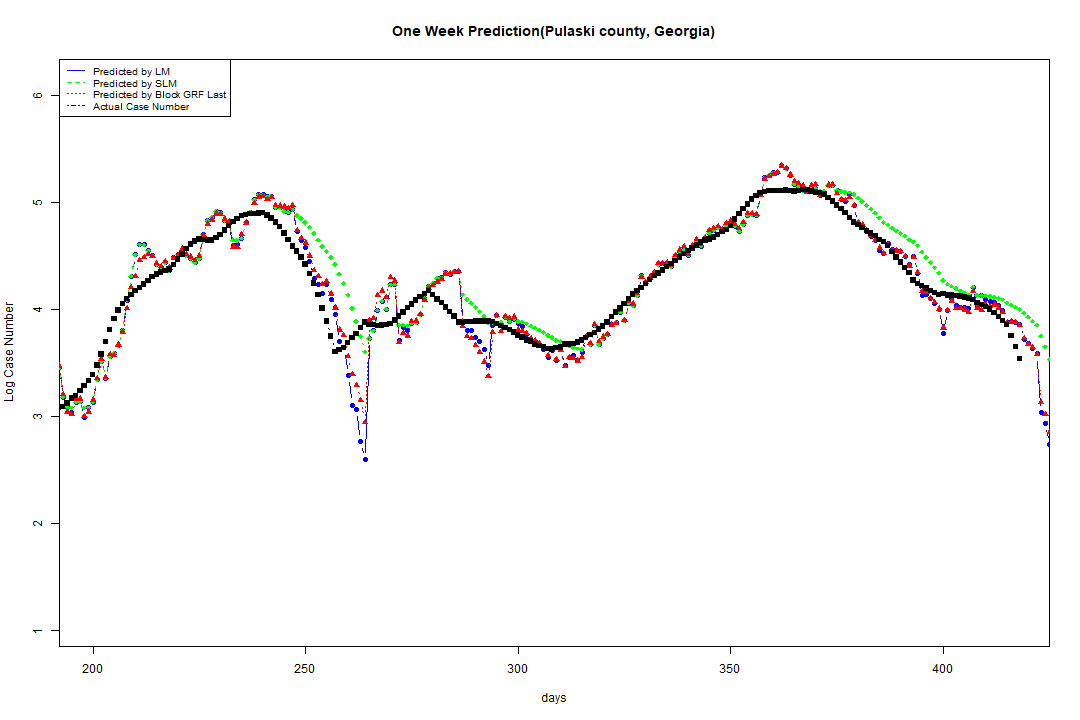 One Week Prediction(Pulaski county, Georgia)
Predicted by LM
Predicted by SLM
Predicted by Block GRF Last
Actual Case Number
6
5
4
3
2
1
Log Case Number
200
250
300
350
400
days